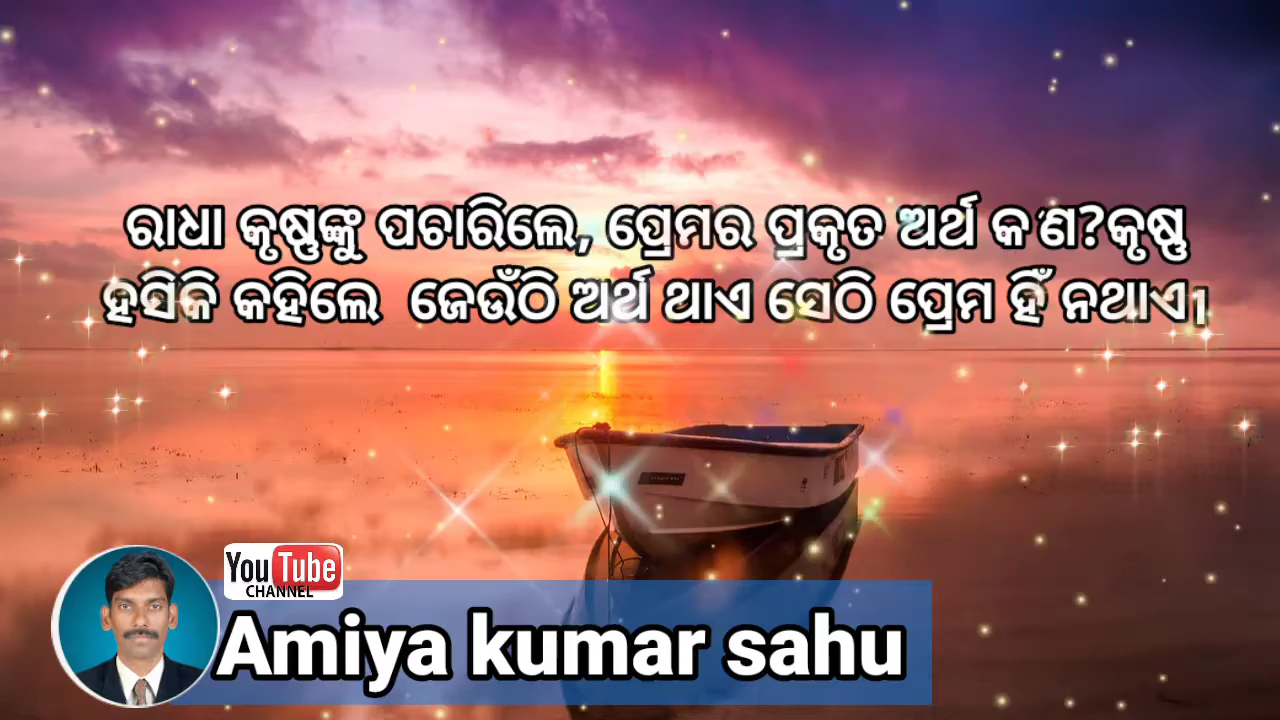 ରାଧା କୃଷ୍ଣଙ୍କୁ ପଚାରିଲେ, ପ୍ରେମର ପ୍ରକୃତ ଅର୍ଥ କ'ଣ?କୃଷ୍ଣ
ହସିକି କହିଲେ  ଜେଉଁଠି ଅର୍ଥ ଥାଏ ସେଠି ପ୍ରେମ ହିଁ ନଥାଏ।
YouTube
CHANNEL
Amiya kumar sahu